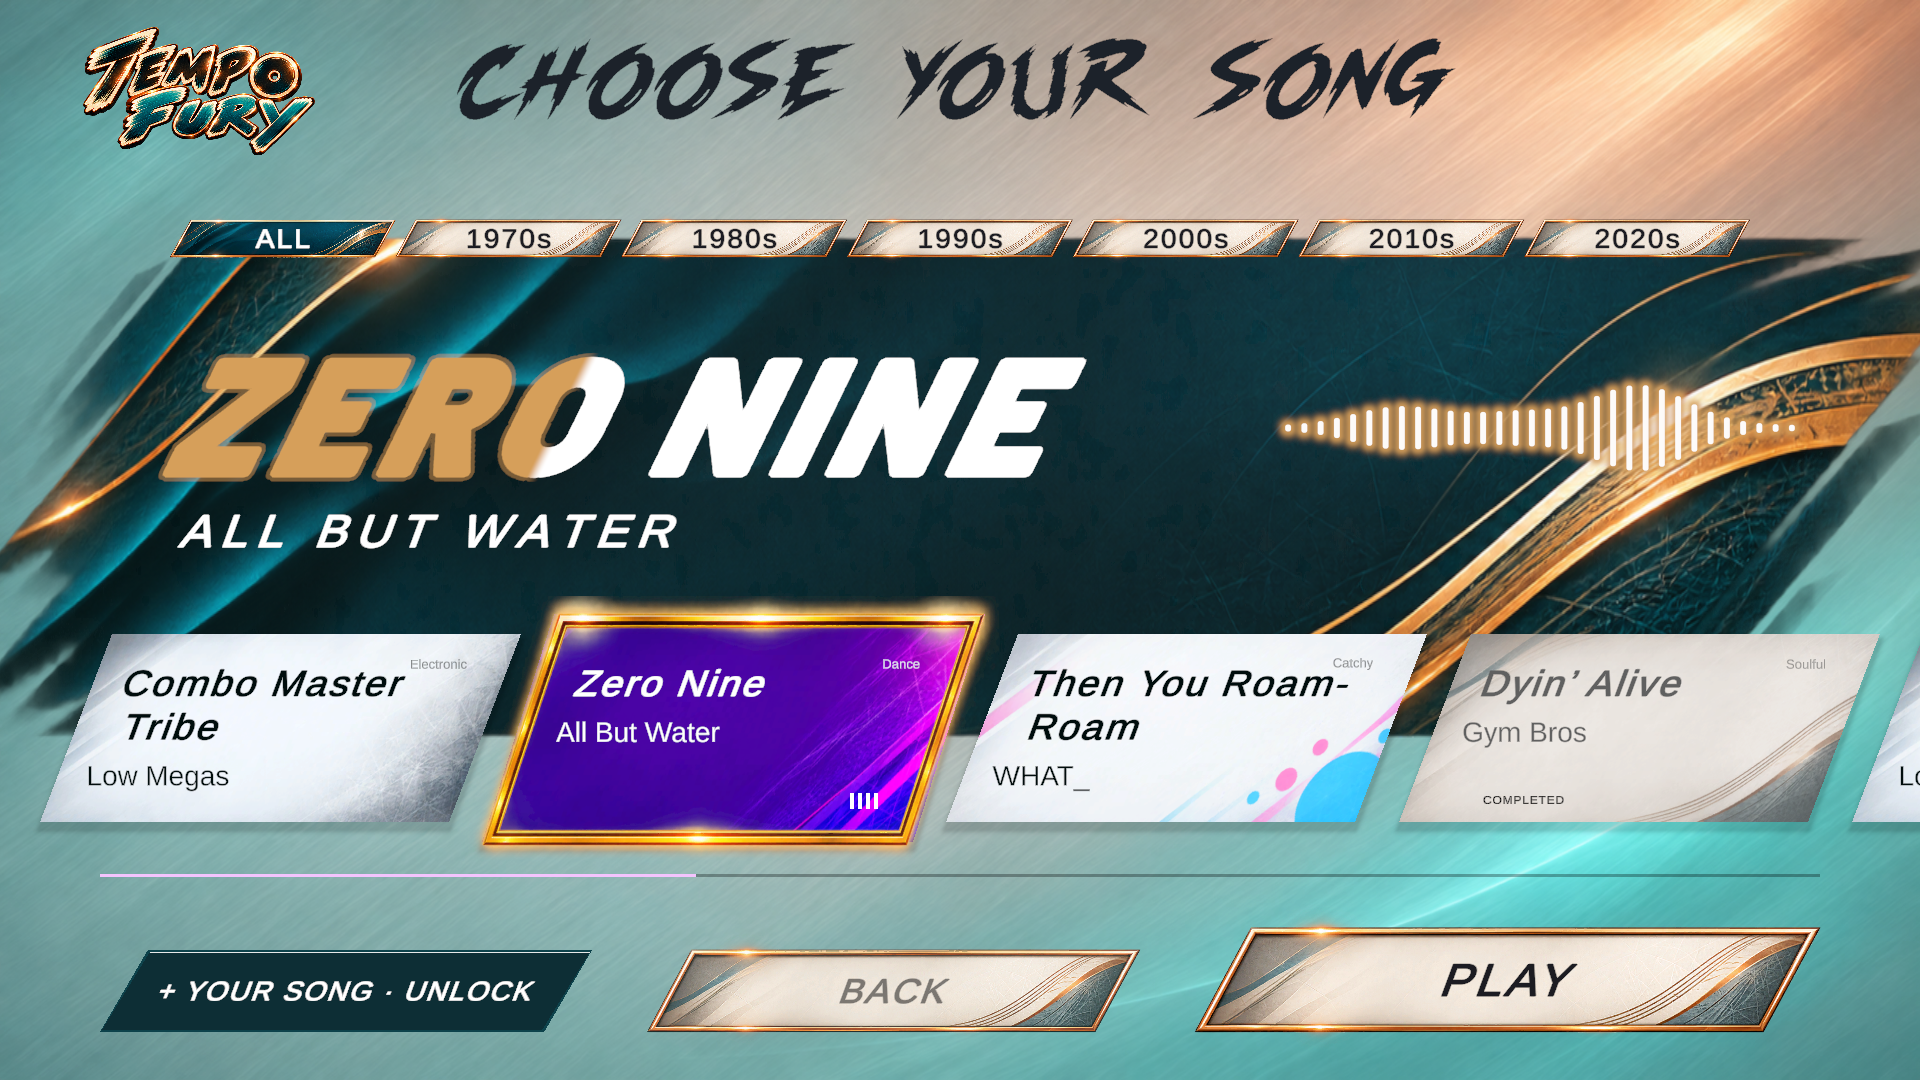 TEMPO
FURY
CHOOSE YOUR SONG
ALL
1970s
1980s
1990s
2000s
2010s
2020s
ZERO NINE
ALL BUT WATER
Electronic
Combo Master
Tribe
Low Megas
Dance
Zero Nine
All But Water
Catchy
Then You Roam-
Roam
WHAT_
Soulful
Dyin’ Alive
Gym Bros
COMPLETED
+ YOUR SONG · UNLOCK
BACK
PLAY